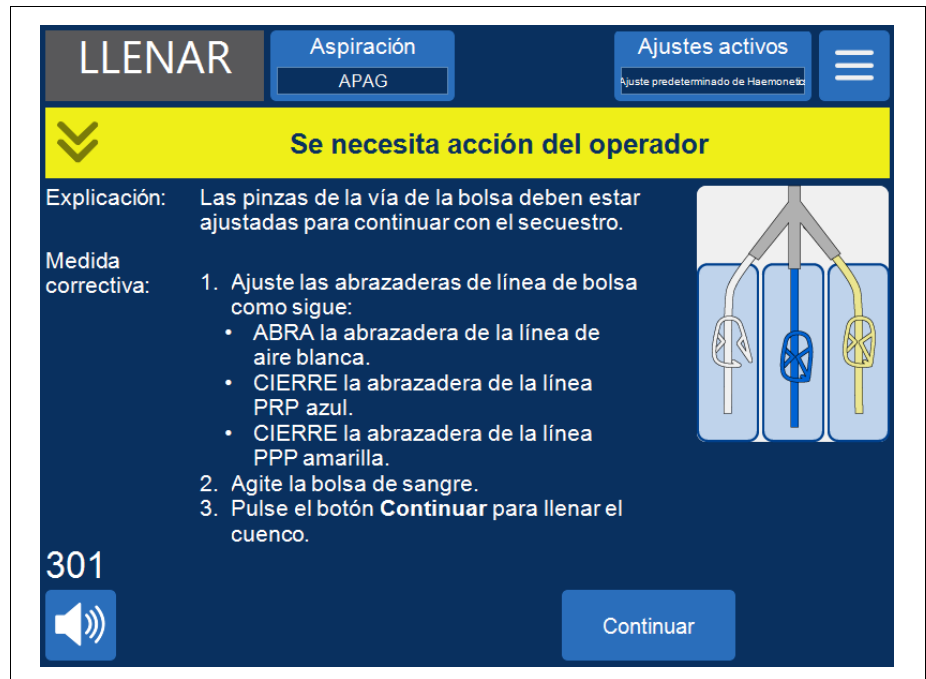 LLENAR
Aspiración
APAG
Ajustes activos
Ajuste predeterminado de Haemonetic
Se necesita acción del operador
Explicación:
Las pinzas de la vía de la bolsa deben estar
ajustadas para continuar con el secuestro.
Medida
correctiva:
1. Ajuste las abrazaderas de línea de bolsa
como sigue:
• ABRA la abrazadera de la línea de
aire blanca.
• CIERRE la abrazadera de la línea
PRP azul.
• CIERRE la abrazadera de la línea
PPP amarilla.
2. Agite la bolsa de sangre.
3. Pulse el botón Continuar para llenar el
cuenco.
301
Continuar